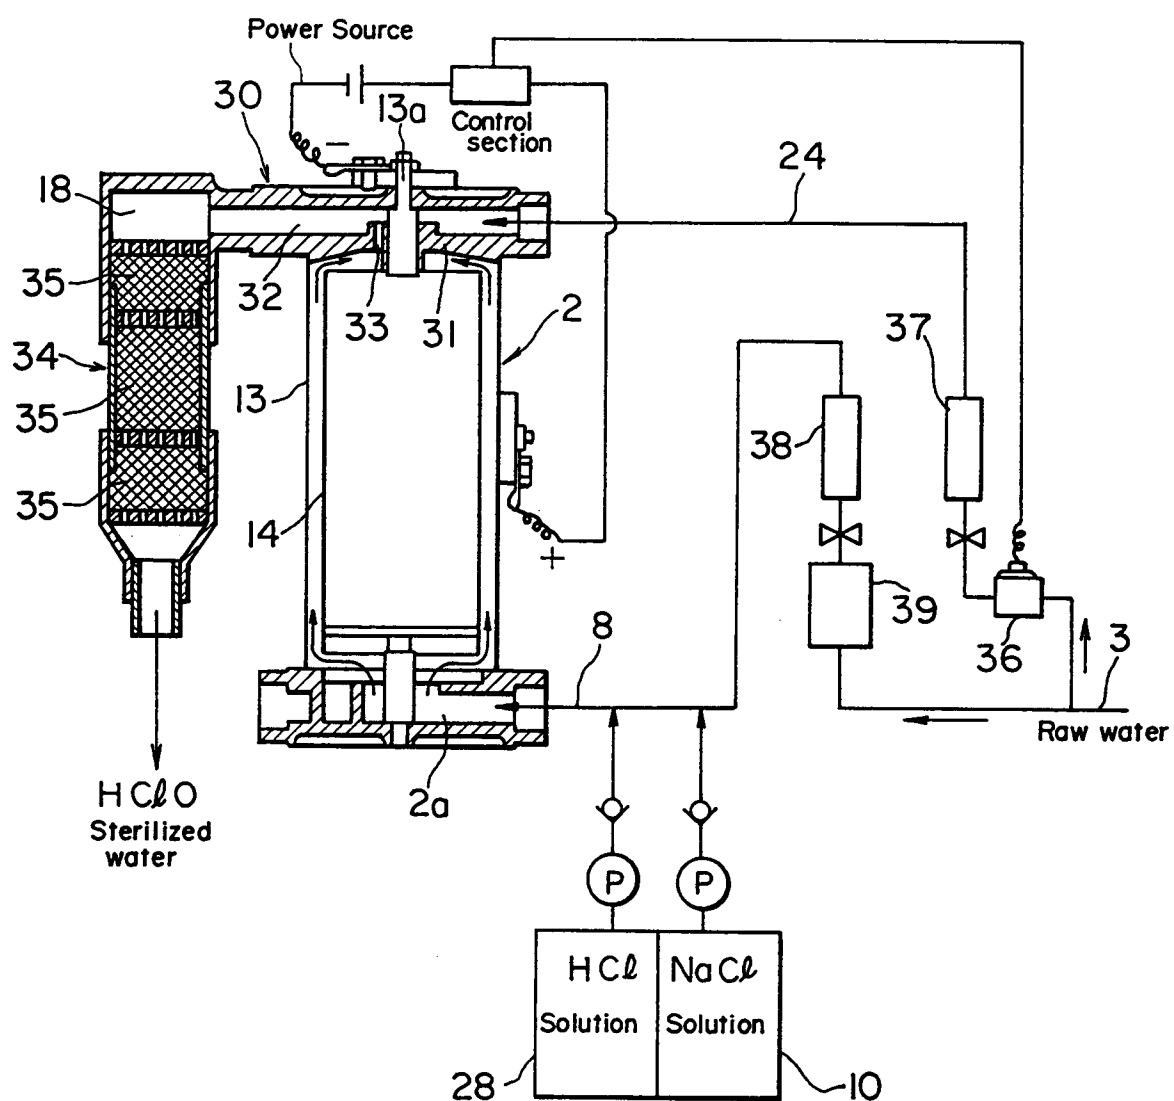 Power Source
30
13a
Control
section
−
24
18
35
32
33
31
2
37
34
13
35
38
35
14
+
39
36
8
3
Raw water
2a
HClO
Sterilized
water
P
P
HCl
NaCl
Solution
Solution
28
10